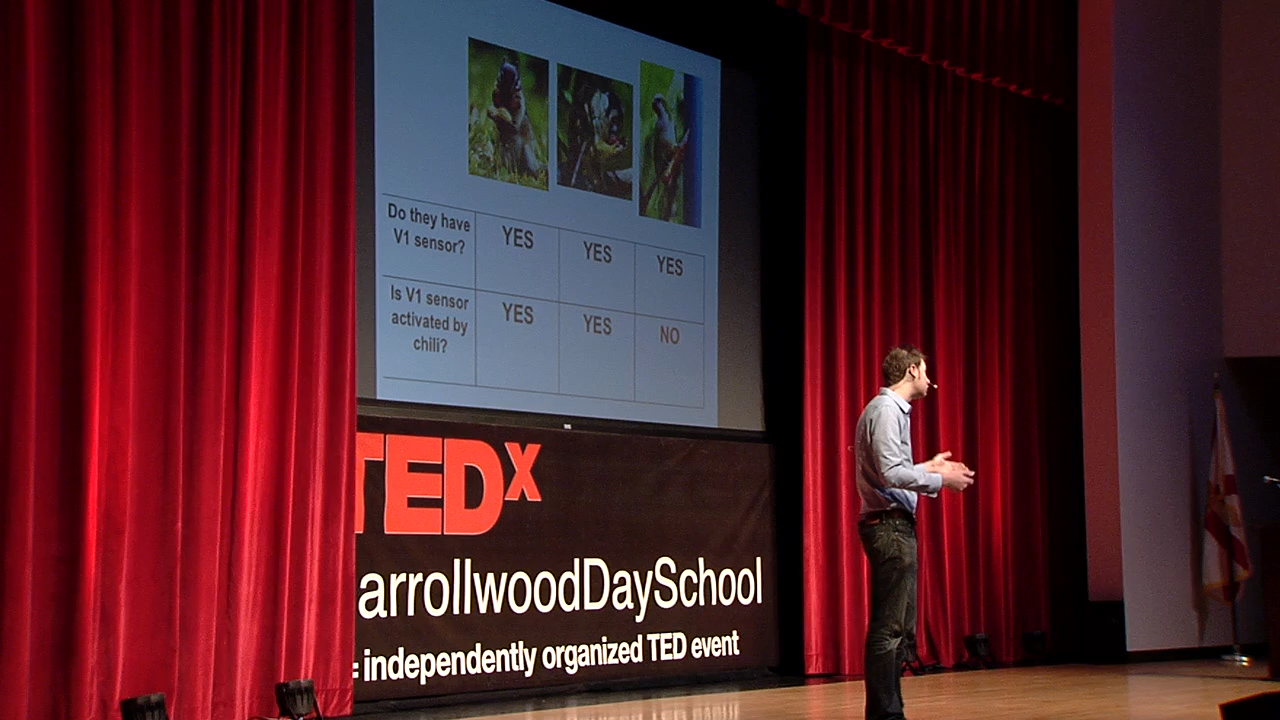 Do they have
V1 sensor?
YES
YES
YES
Is V1 sensor
activated by
chili?
YES
YES
NO
TEDx
arrollwoodDaySchool
= independently organized TED event